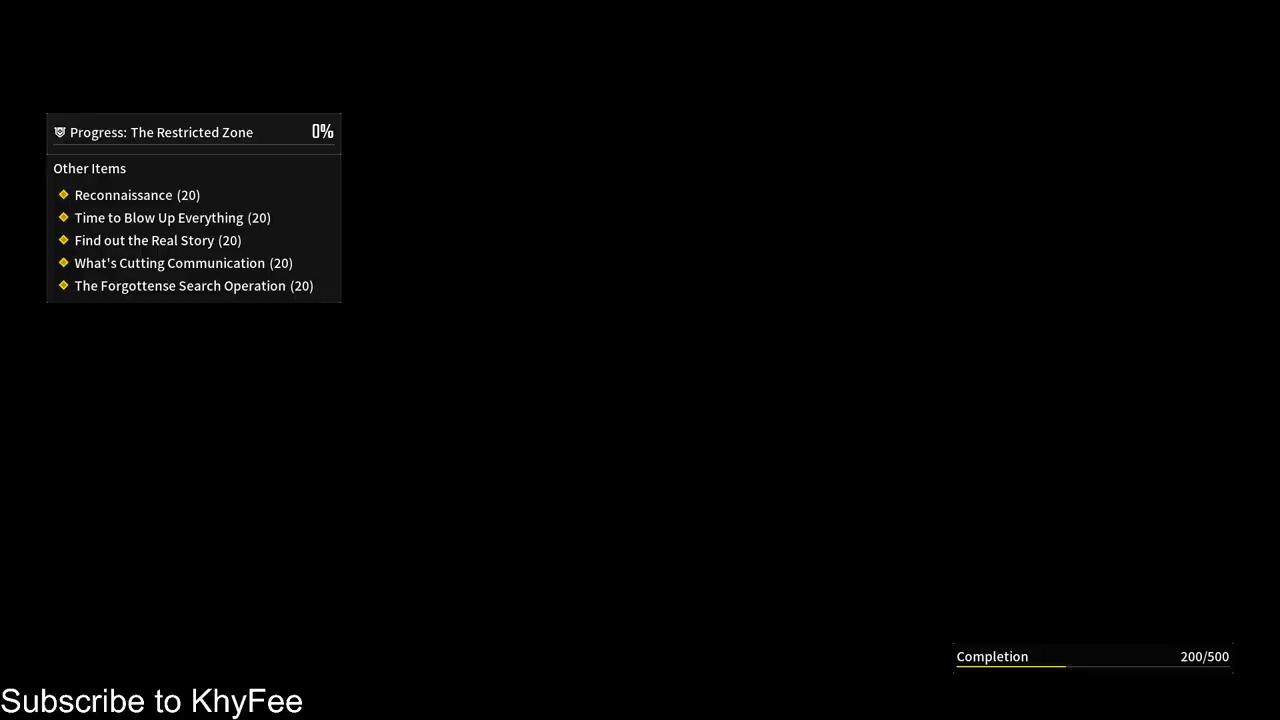 Progress: The Restricted Zone 0%
Other Items
Reconnaissance (20)
Time to Blow Up Everything (20)
Find out the Real Story (20)
What's Cutting Communication (20)
The Forgottense Search Operation (20)
Completion 200/500
Subscribe to KhyFee